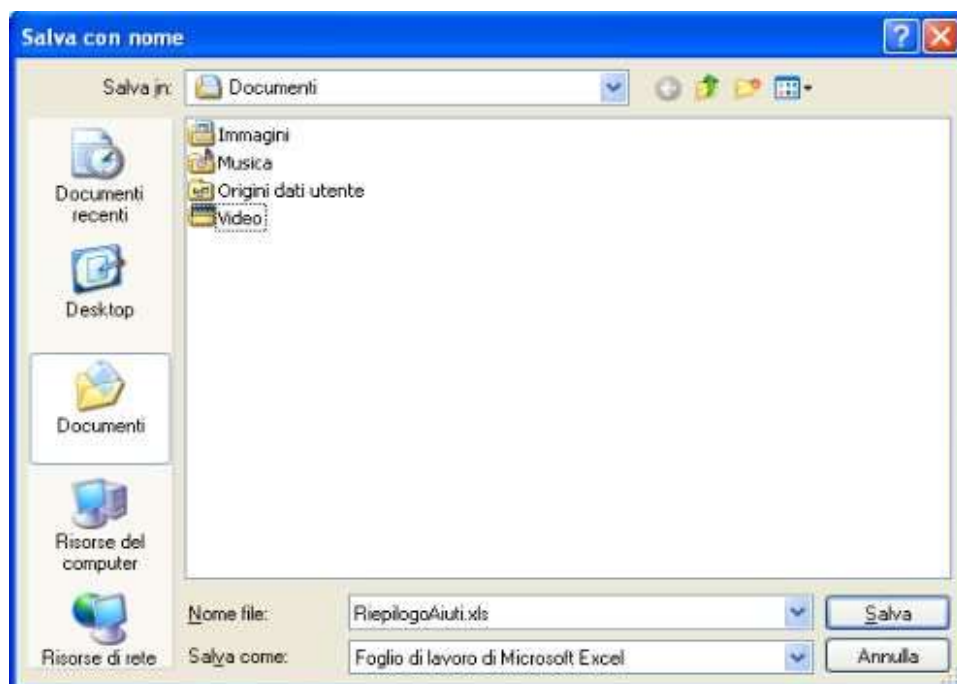 Salva con nome
Salva in:
Documenti
Immagini
Musica
Origini dati utente
Video
Documenti
recenti
Desktop
Documenti
Risorse del
computer
Risorse di rete
Nome file:
RiepilogoAiuti.xls
Salva
Salva come:
Foglio di lavoro di Microsoft Excel
Annulla